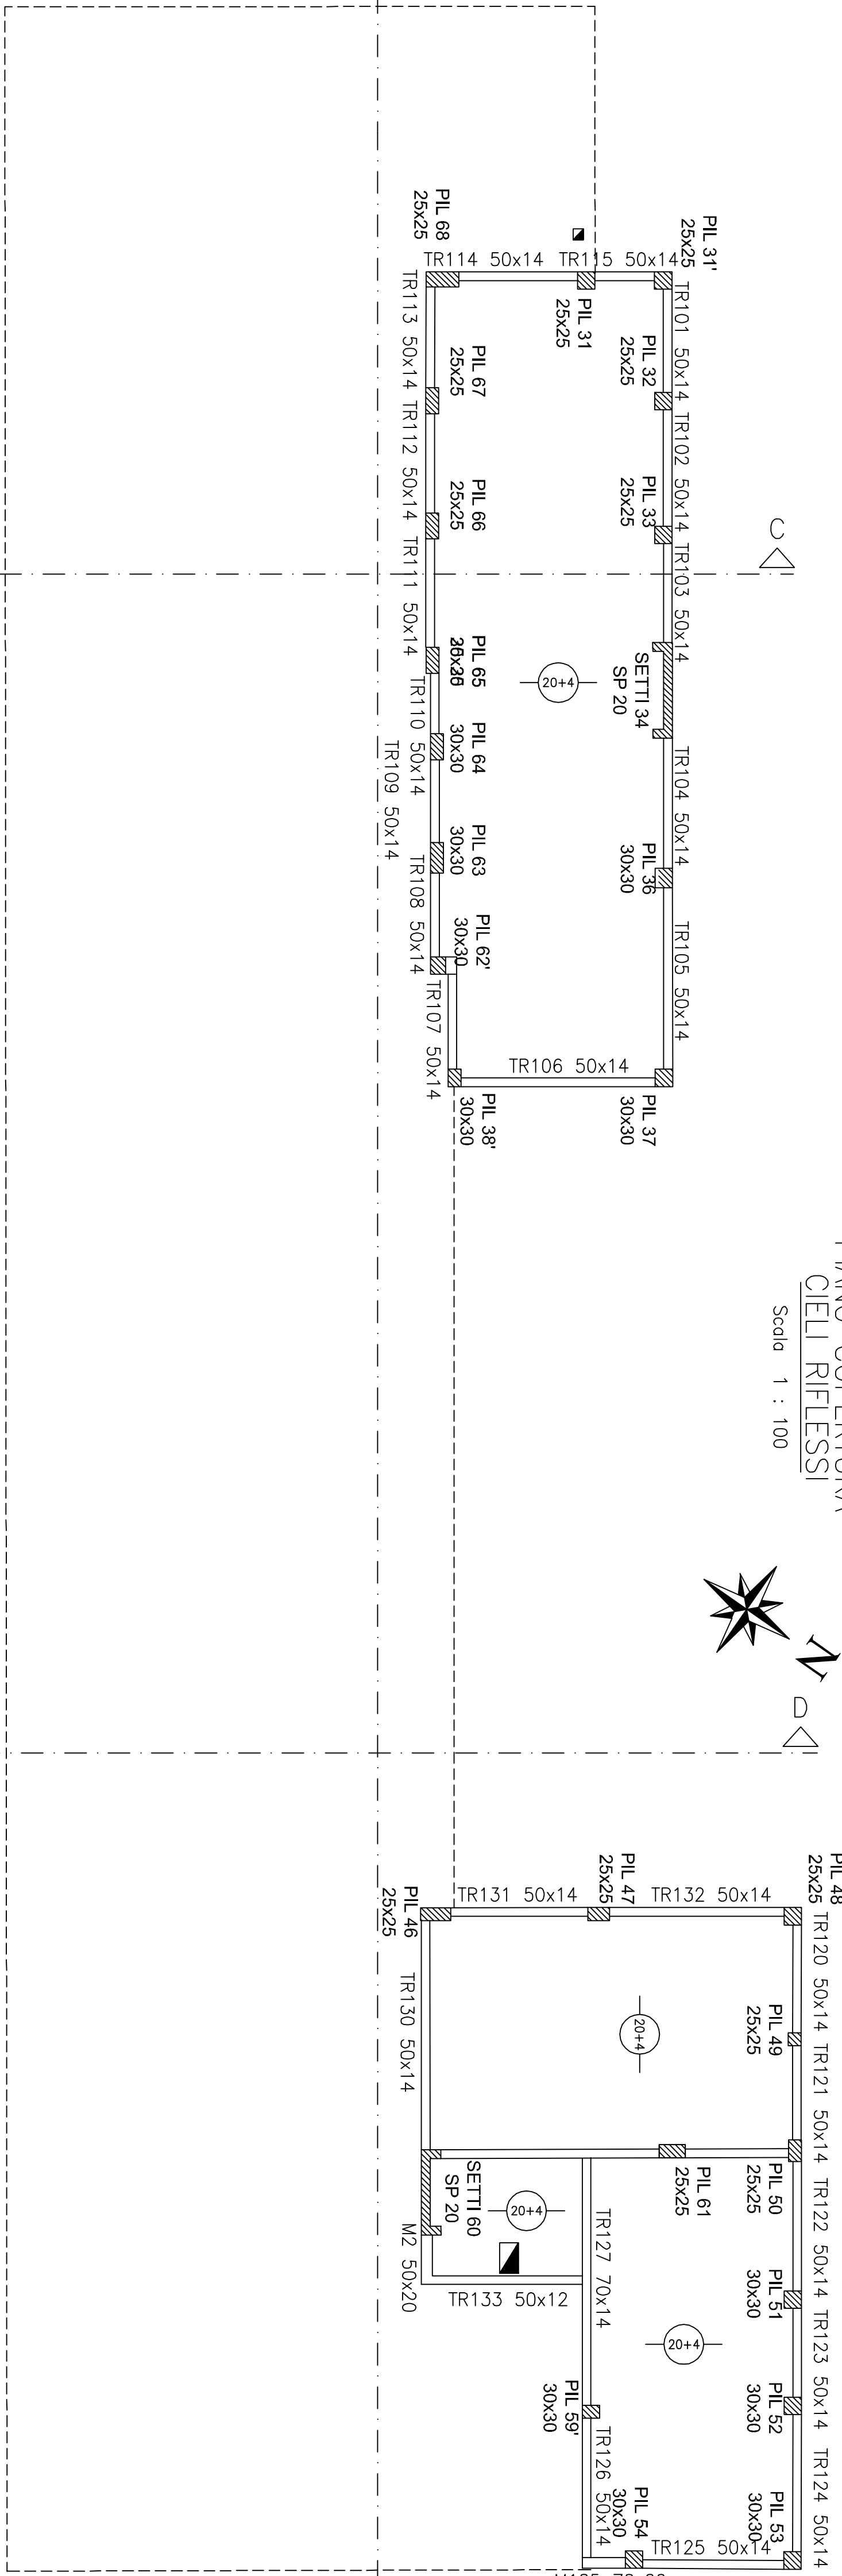 PIL 31'
25x25
PIL 68
25x25
TR114 50x14
TR115 50x14
TR101 50x14
PIL 31
25x25
PIL 32
25x25
TR102 50x14
PIL 33
25x25
TR103 50x14
SETTI 34
SP 20
20+4
TR104 50x14
PIL 36
30x30
TR105 50x14
PIL 37
30x30
TR106 50x14
PIL 38'
30x30
TR107 50x14
PIL 62'
30x30
TR108 50x14
PIL 63
30x30
TR109 50x14
PIL 64
30x30
TR110 50x14
PIL 65
TR111 50x14
PIL 66
25x25
TR112 50x14
PIL 67
25x25
TR113 50x14
C
CIELI RIFLESSI
Scala 1 : 100
N
D
PIL 48
25x25
PIL 47
25x25
TR132 50x14
TR131 50x14
PIL 46
25x25
TR120 50x14
PIL 49
25x25
TR121 50x14
20+4
TR130 50x14
PIL 50
25x25
PIL 61
25x25
TR122 50x14
SETTI 60
SP 20
20+4
M2 50x20
TR133 50x12
TR127 70x14
PIL 51
30x30
TR123 50x14
20+4
PIL 52
30x30
PIL 59'
30x30
TR126 50x14
TR124 50x14
PIL 53
30x30
PIL 54
30x30
TR125 50x14